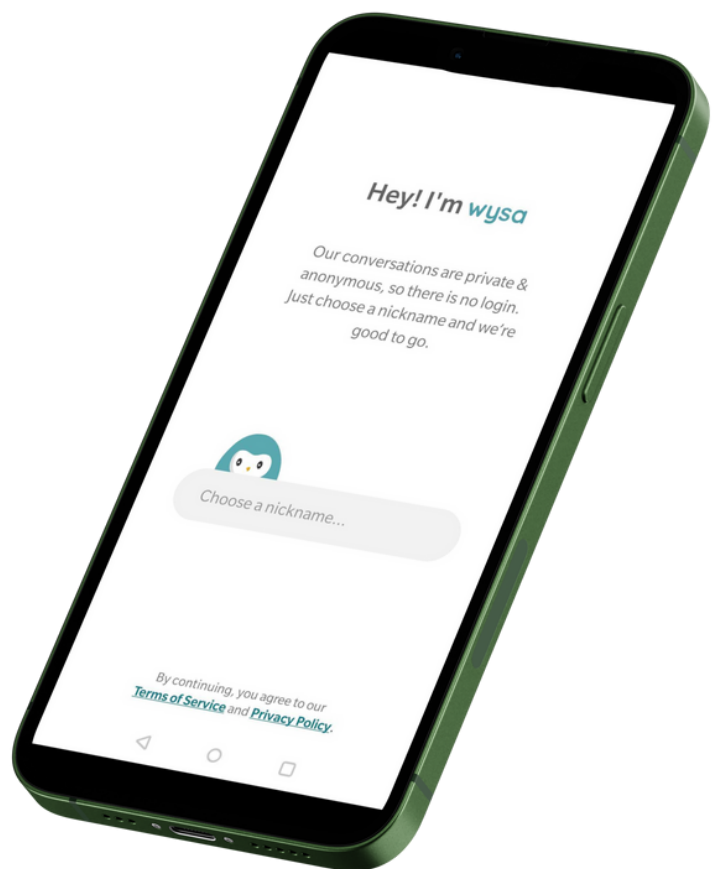 Hey! I'm wysa
Our conversations are private &
anonymous, so there is no login.
Just choose a nickname and we're
good to go.
Choose a nickname...
By continuing, you agree to our
Terms of Service and Privacy Policy.